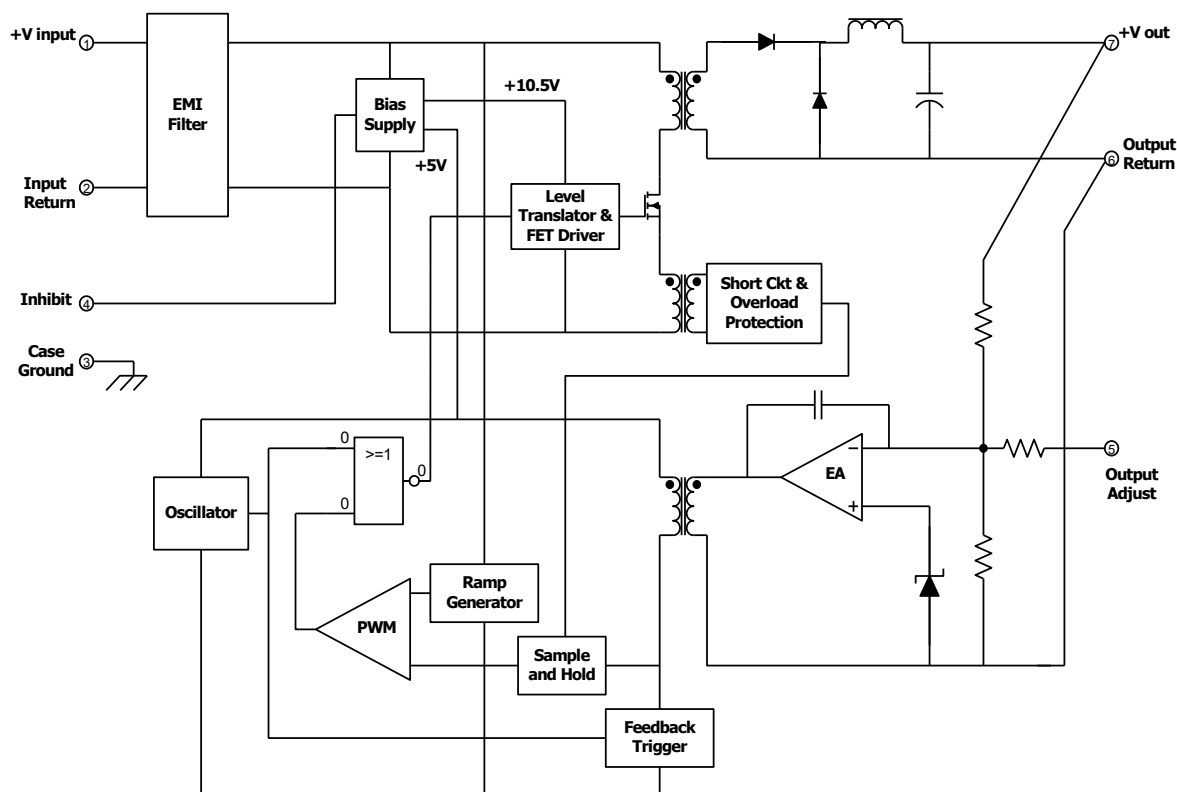 +V input
1
EMI
Filter
Input
Return
2
Inhibit
4
Case
Ground
3
Bias
Supply
+10.5V
+5V
Level
Translator &
FET Driver
Short Ckt &
Overload
Protection
7
+V out
6
Output
Return
5
Output
Adjust
EA
−
+
0
0
>=1
0
Oscillator
PWM
Ramp
Generator
Sample
and Hold
Feedback
Trigger